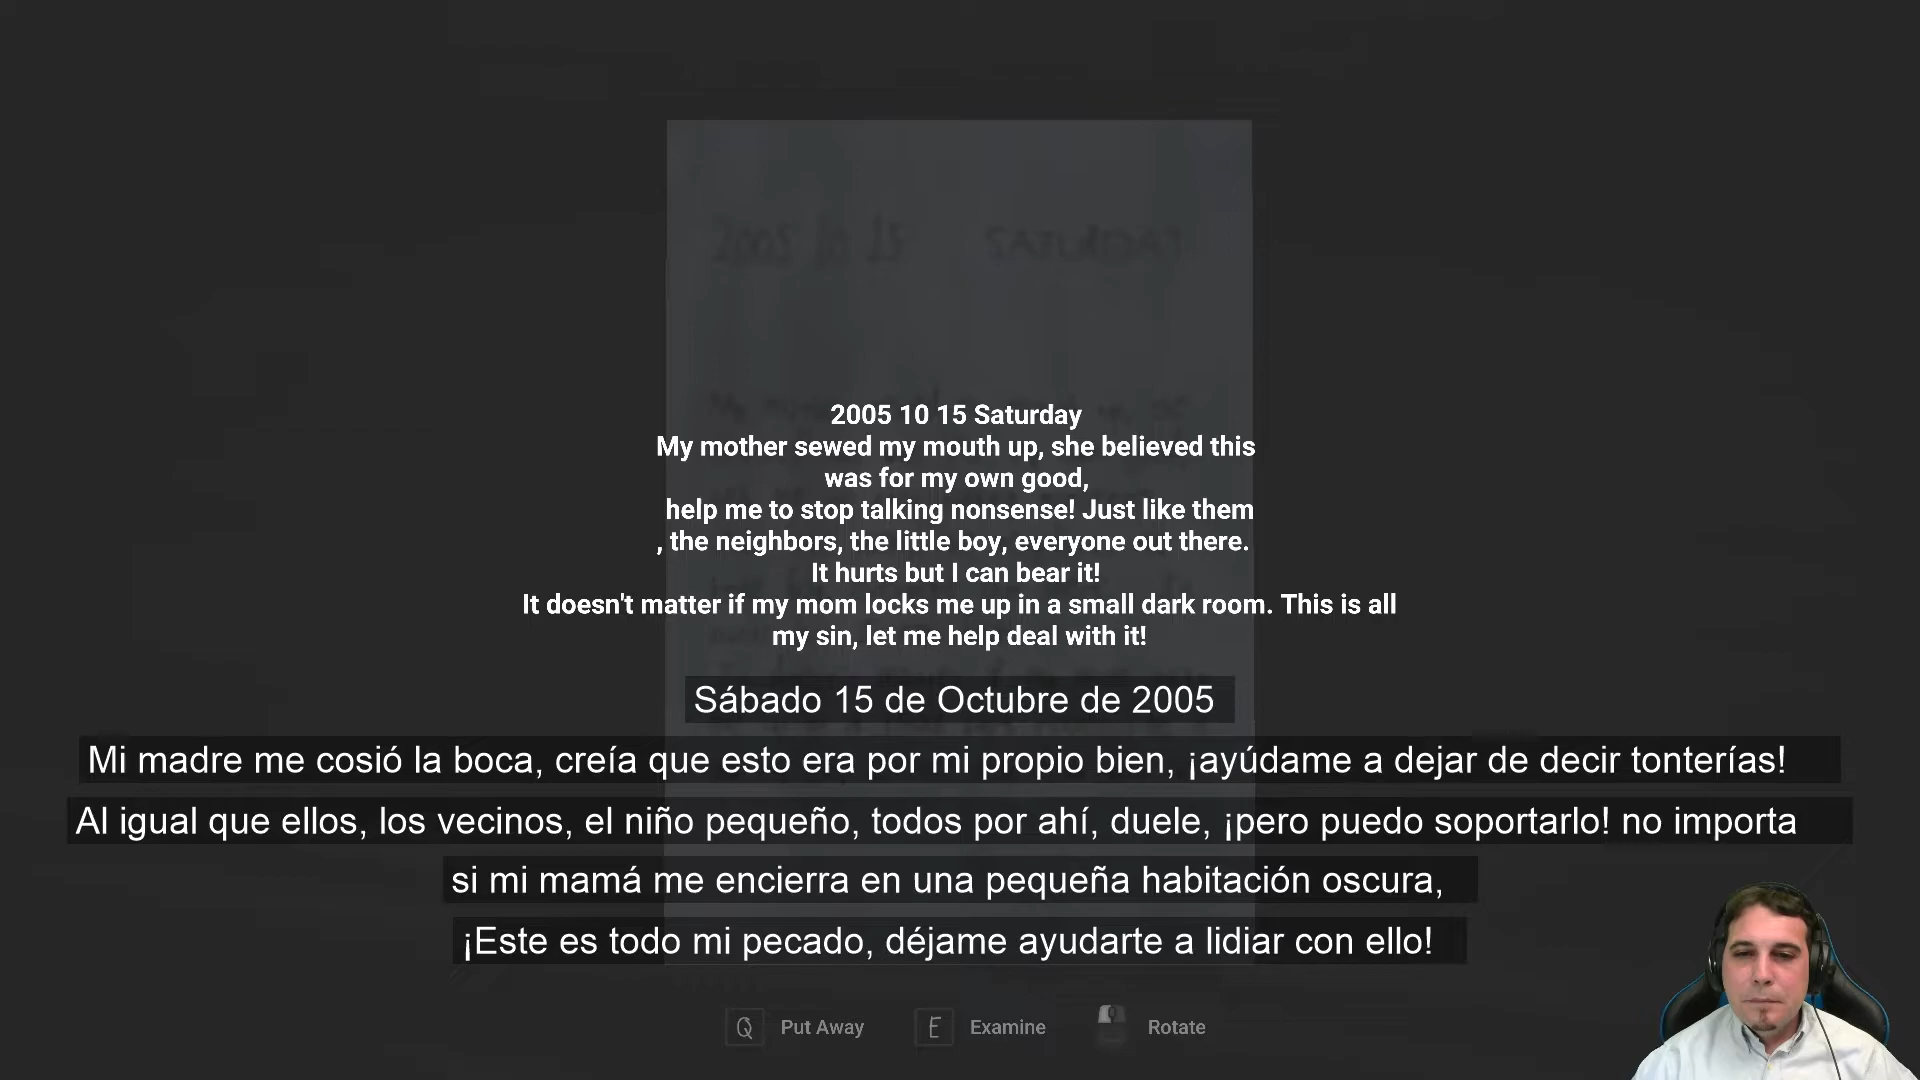 2005 10 15 SATURDAY
2005 10 15 Saturday
My mother sewed my mouth up, she believed this
was for my own good,
help me to stop talking nonsense! Just like them
, the neighbors, the little boy, everyone out there.
It hurts but I can bear it!
It doesn't matter if my mom locks me up in a small dark room. This is all
my sin, let me help deal with it!
Sábado 15 de Octubre de 2005
Mi madre me cosió la boca, creía que esto era por mi propio bien, ¡ayúdame a dejar de decir tonterías!
Al igual que ellos, los vecinos, el niño pequeño, todos por ahí, duele, ¡pero puedo soportarlo! no importa
si mi mamá me encierra en una pequeña habitación oscura,
¡Este es todo mi pecado, déjame ayudarte a lidiar con ello!
Q Put Away E Examine Rotate